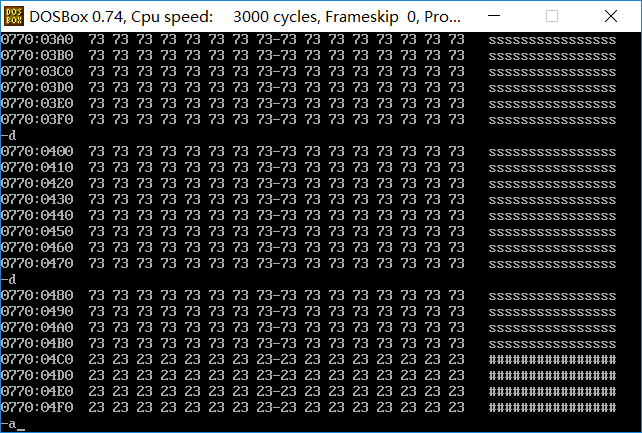 DOSBox 0.74, Cpu speed: 3000 cycles, Frameskip 0, Pro...
0770:03A0 73 73 73 73 73 73 73 73-73 73 73 73 73 73 73 73 ssssssssssssssss
0770:03B0 73 73 73 73 73 73 73 73-73 73 73 73 73 73 73 73 ssssssssssssssss
0770:03C0 73 73 73 73 73 73 73 73-73 73 73 73 73 73 73 73 ssssssssssssssss
0770:03D0 73 73 73 73 73 73 73 73-73 73 73 73 73 73 73 73 ssssssssssssssss
0770:03E0 73 73 73 73 73 73 73 73-73 73 73 73 73 73 73 73 ssssssssssssssss
0770:03F0 73 73 73 73 73 73 73 73-73 73 73 73 73 73 73 73 ssssssssssssssss
-d
0770:0400 73 73 73 73 73 73 73 73-73 73 73 73 73 73 73 73 ssssssssssssssss
0770:0410 73 73 73 73 73 73 73 73-73 73 73 73 73 73 73 73 ssssssssssssssss
0770:0420 73 73 73 73 73 73 73 73-73 73 73 73 73 73 73 73 ssssssssssssssss
0770:0430 73 73 73 73 73 73 73 73-73 73 73 73 73 73 73 73 ssssssssssssssss
0770:0440 73 73 73 73 73 73 73 73-73 73 73 73 73 73 73 73 ssssssssssssssss
0770:0450 73 73 73 73 73 73 73 73-73 73 73 73 73 73 73 73 ssssssssssssssss
0770:0460 73 73 73 73 73 73 73 73-73 73 73 73 73 73 73 73 ssssssssssssssss
0770:0470 73 73 73 73 73 73 73 73-73 73 73 73 73 73 73 73 ssssssssssssssss
-d
0770:0480 73 73 73 73 73 73 73 73-73 73 73 73 73 73 73 73 ssssssssssssssss
0770:0490 73 73 73 73 73 73 73 73-73 73 73 73 73 73 73 73 ssssssssssssssss
0770:04A0 73 73 73 73 73 73 73 73-73 73 73 73 73 73 73 73 ssssssssssssssss
0770:04B0 73 73 73 73 73 73 73 73-73 73 73 73 73 73 73 73 ssssssssssssssss
0770:04C0 23 23 23 23 23 23 23 23-23 23 23 23 23 23 23 23 ################
0770:04D0 23 23 23 23 23 23 23 23-23 23 23 23 23 23 23 23 ################
0770:04E0 23 23 23 23 23 23 23 23-23 23 23 23 23 23 23 23 ################
0770:04F0 23 23 23 23 23 23 23 23-23 23 23 23 23 23 23 23 ################
-a_